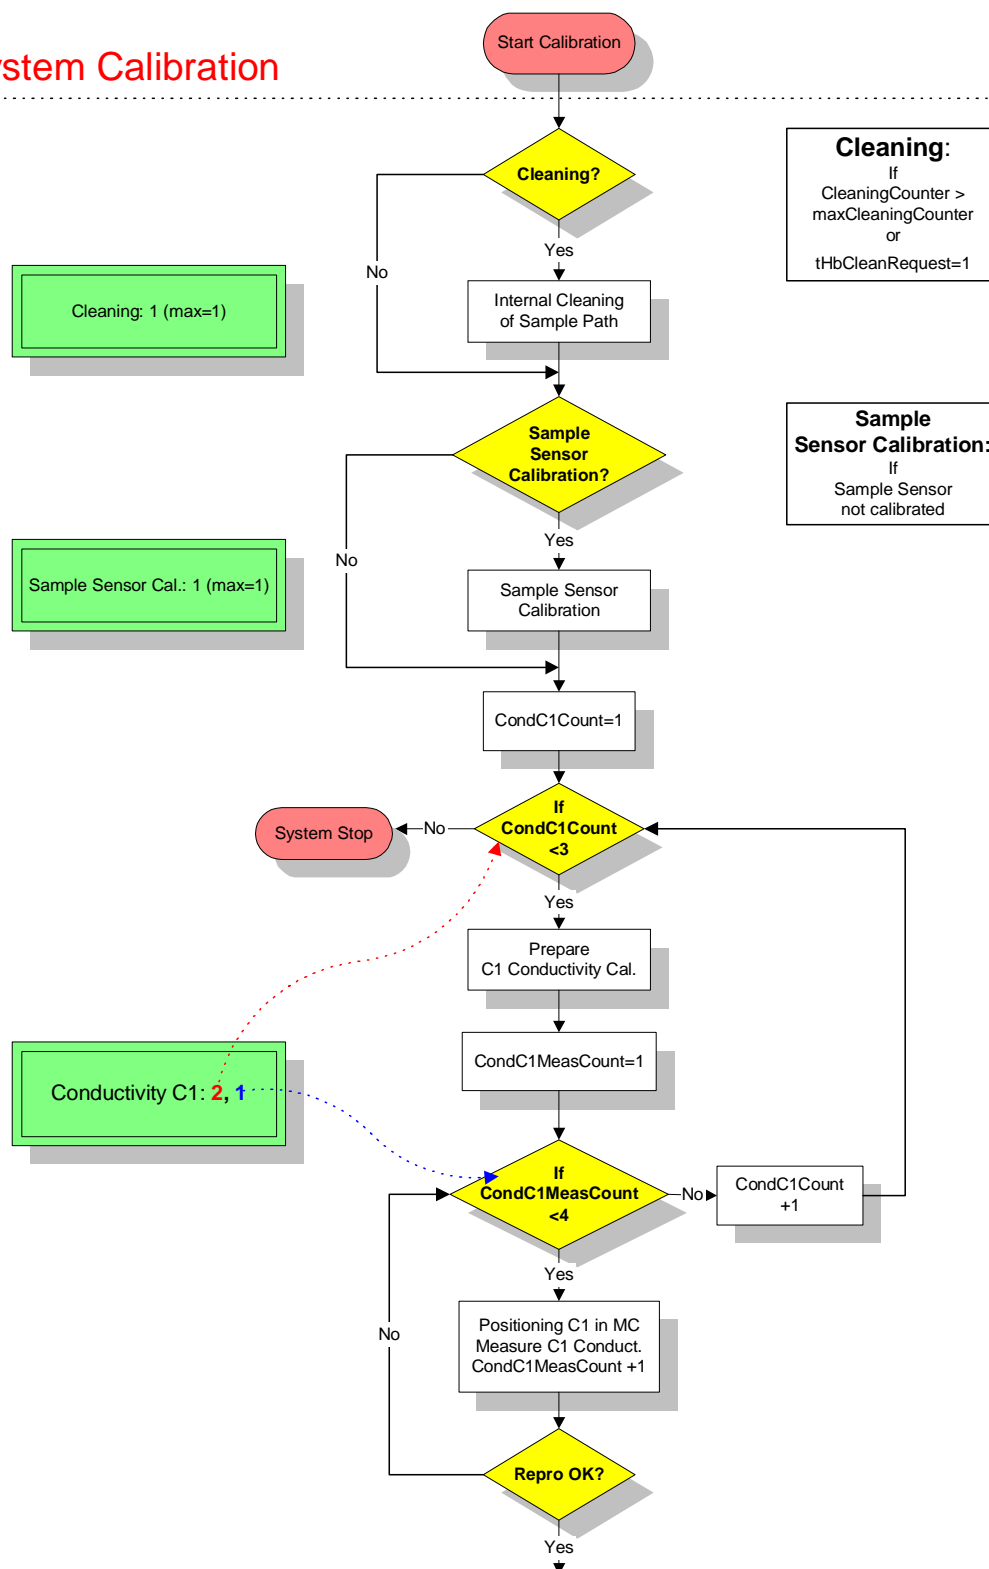 Start Calibration
ystem Calibration
Cleaning?
Cleaning:
If
CleaningCounter >
maxCleaningCounter
or
tHbCleanRequest=1
Yes
No
Cleaning: 1 (max=1)
Internal Cleaning
of Sample Path
Sample
Sensor
Calibration?
Sample
Sensor Calibration:
If
Sample Sensor
not calibrated
Yes
No
Sample Sensor Cal.: 1 (max=1)
Sample Sensor
Calibration
CondC1Count=1
If
CondC1Count
<3
No
System Stop
Yes
Prepare
C1 Conductivity Cal.
CondC1MeasCount=1
Conductivity C1: 2, 1
If
CondC1MeasCount
<4
No
CondC1Count
+1
Yes
Positioning C1 in MC
Measure C1 Conduct.
CondC1MeasCount +1
No
Repro OK?
Yes